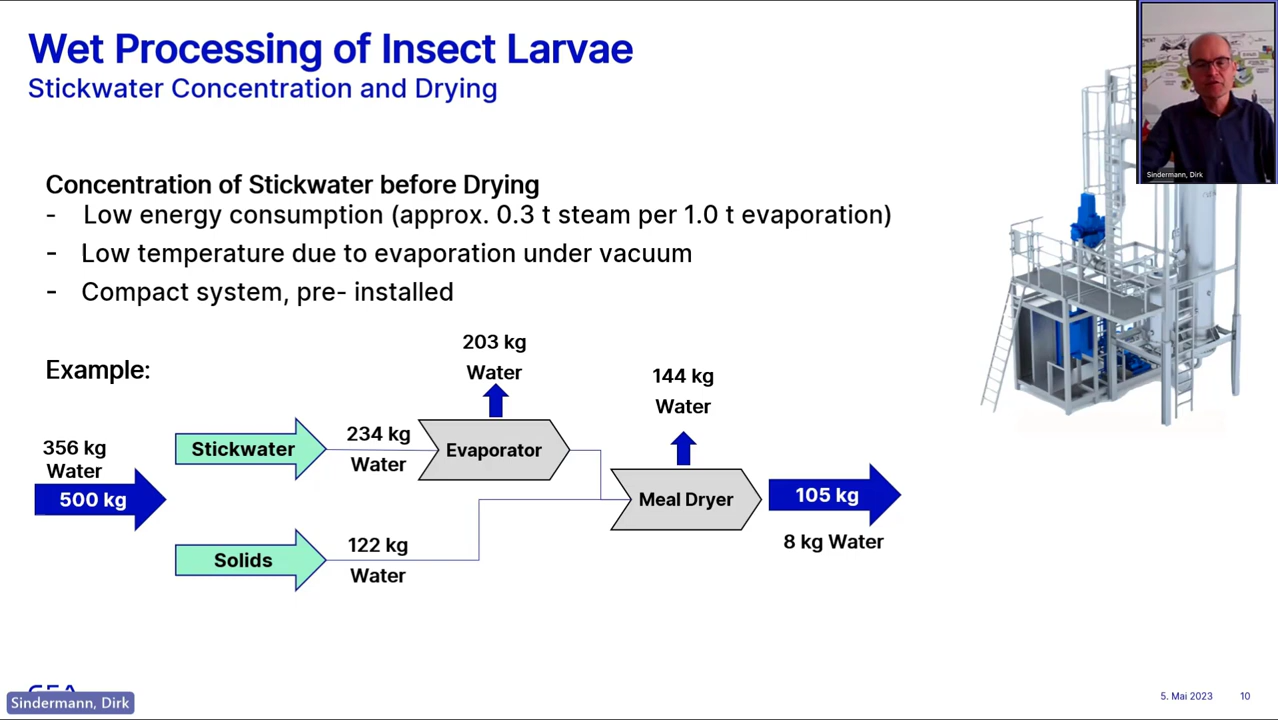 Wet Processing of Insect Larvae
Stickwater Concentration and Drying
Sindermann, Dirk
Concentration of Stickwater before Drying
- Low energy consumption (approx. 0.3 t steam per 1.0 t evaporation)
- Low temperature due to evaporation under vacuum
- Compact system, pre- installed
Example:
203 kg
Water
144 kg
Water
356 kg
Water
500 kg
Stickwater
234 kg
Water
Evaporator
Meal Dryer
105 kg
8 kg Water
Solids
122 kg
Water
Sindermann, Dirk
5. Mai 2023
10